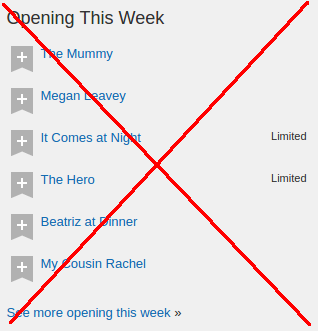 Opening This Week
The Mummy
Megan Leavey
It Comes at Night Limited
The Hero Limited
Beatriz at Dinner
My Cousin Rachel
See more opening this week »